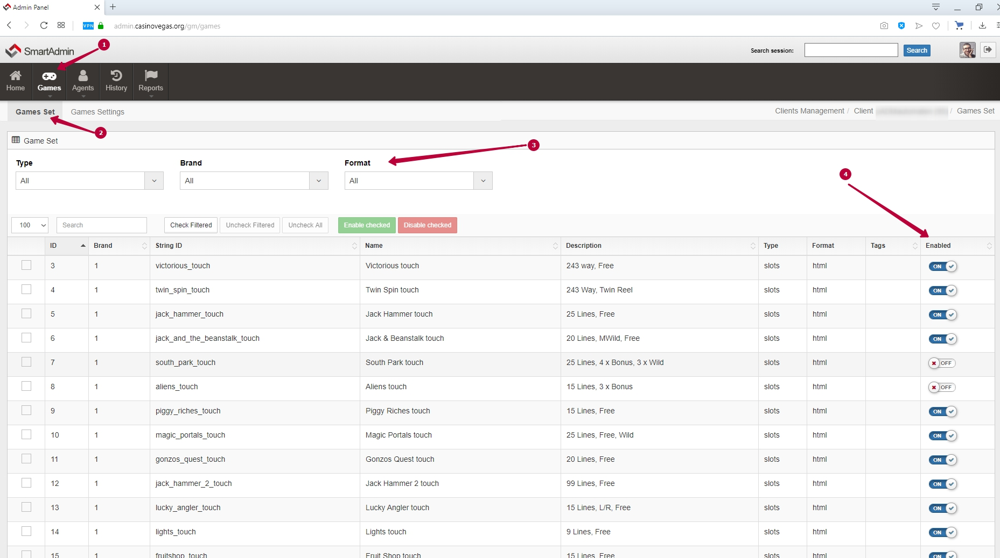 Admin Panel
VPN admin.casinovegas.org/gm/games
1
SmartAdmin
Search session: Search
Home Games Agents History Reports
Games Set Games Settings
Clients Management / Client / Games Set
2
Game Set
3
Type Brand Format
All All All
4
100 Search Check Filtered Uncheck Filtered Uncheck All Enable checked Disable checked
ID Brand String ID Name Description Type Format Tags Enabled
3 1 victorious_touch Victorious touch 243 way, Free slots html ON
4 1 twin_spin_touch Twin Spin touch 243 Way, Twin Reel slots html ON
5 1 jack_hammer_touch Jack Hammer touch 25 Lines, Free slots html ON
6 1 jack_and_the_beanstalk_touch Jack & Beanstalk touch 20 Lines, MWild, Free slots html ON
7 1 south_park_touch South Park touch 25 Lines, 4 x Bonus, 3 x Wild slots html OFF
8 1 aliens_touch Aliens touch 15 Lines, 3 x Bonus slots html OFF
9 1 piggy_riches_touch Piggy Riches touch 15 Lines, Free slots html ON
10 1 magic_portals_touch Magic Portals touch 25 Lines, Free, Wild slots html ON
11 1 gonzos_quest_touch Gonzos Quest touch 20 Lines, Free slots html ON
12 1 jack_hammer_2_touch Jack Hammer 2 touch 99 Lines, Free slots html ON
13 1 lucky_angler_touch Lucky Angler touch 15 Lines, L/R, Free slots html ON
14 1 lights_touch Lights touch 9 Lines, Free slots html ON
15 1 fruitshop_touch Fruit Shop touch 15 Lines, Free slots html ON